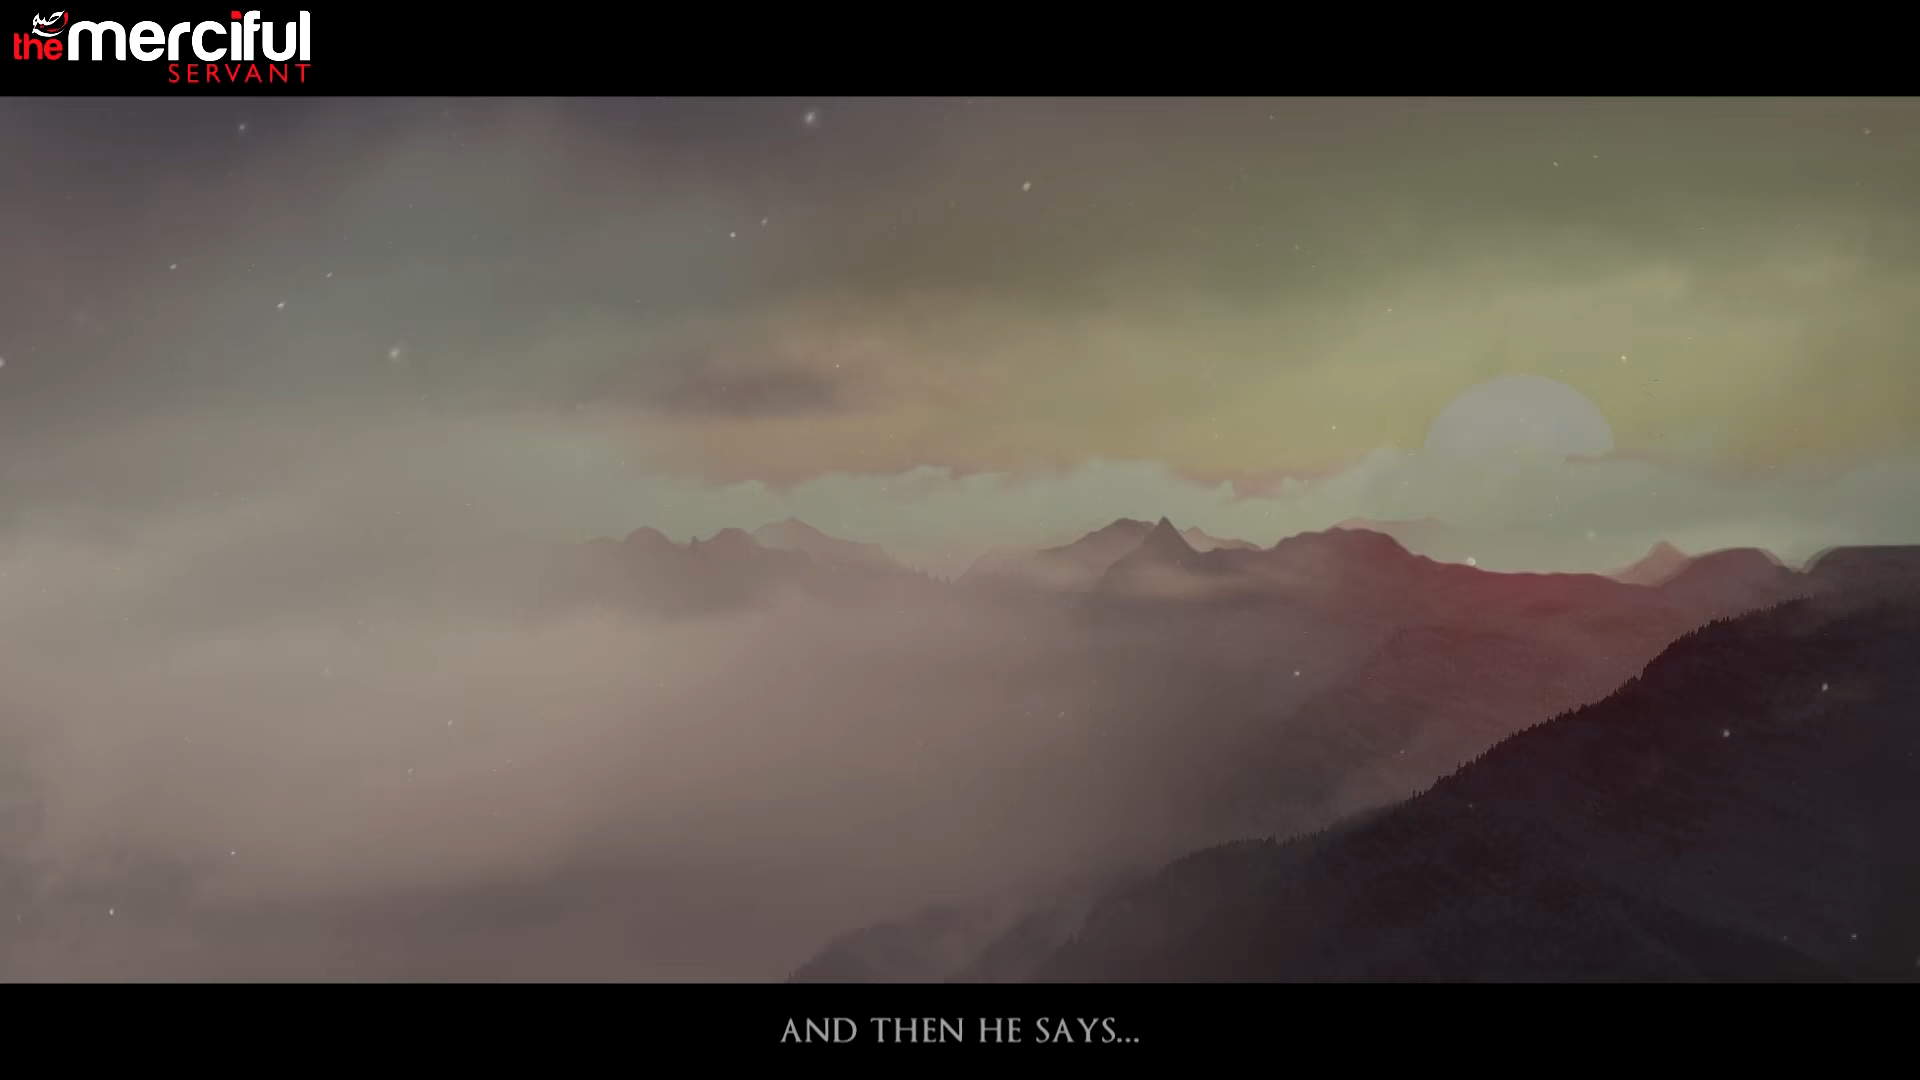 the merciful
SERVANT
AND THEN HE SAYS...